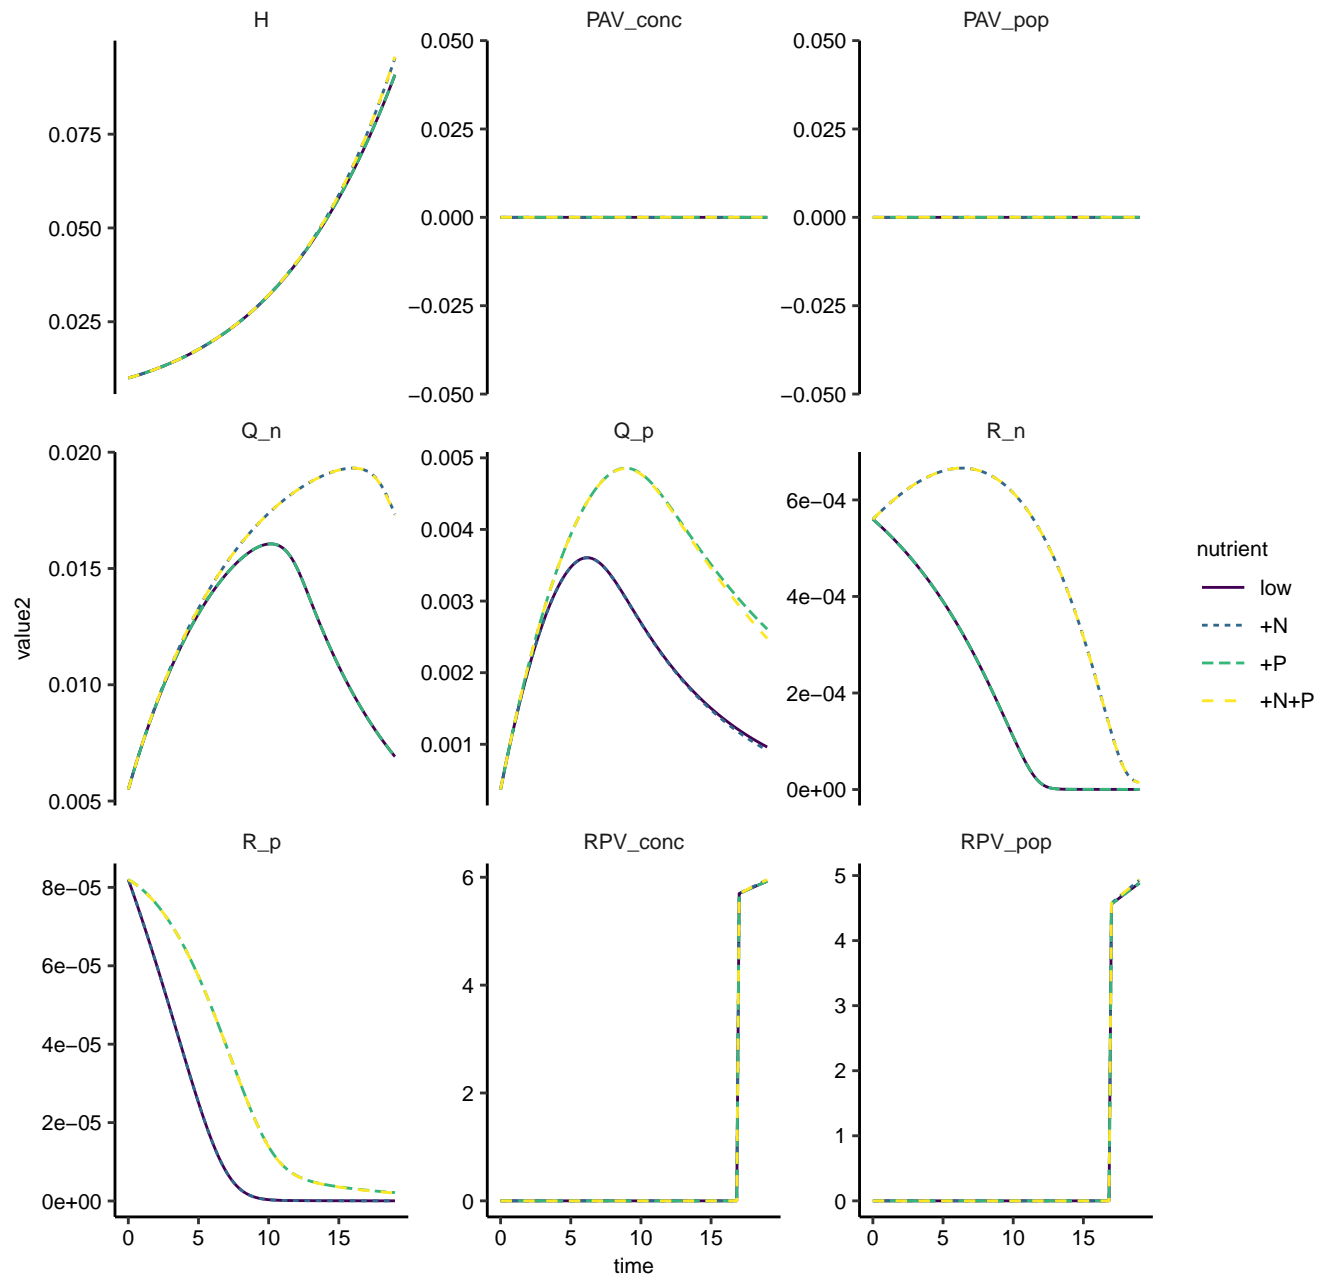 H
PAV_conc
PAV_pop
0.075
0.050
0.025
0.050
0.025
0.000
−0.025
−0.050
0.050
0.025
0.000
−0.025
−0.050
Q_n
Q_p
R_n
0.020
0.015
0.010
0.005
0.005
0.004
0.003
0.002
0.001
6e−04
4e−04
2e−04
0e+00
R_p
RPV_conc
RPV_pop
8e−05
6e−05
4e−05
2e−05
0e+00
6
4
2
0
5
4
3
2
1
0
0 5 10 15
0 5 10 15
0 5 10 15
time
value2
nutrient
low
+N
+P
+N+P